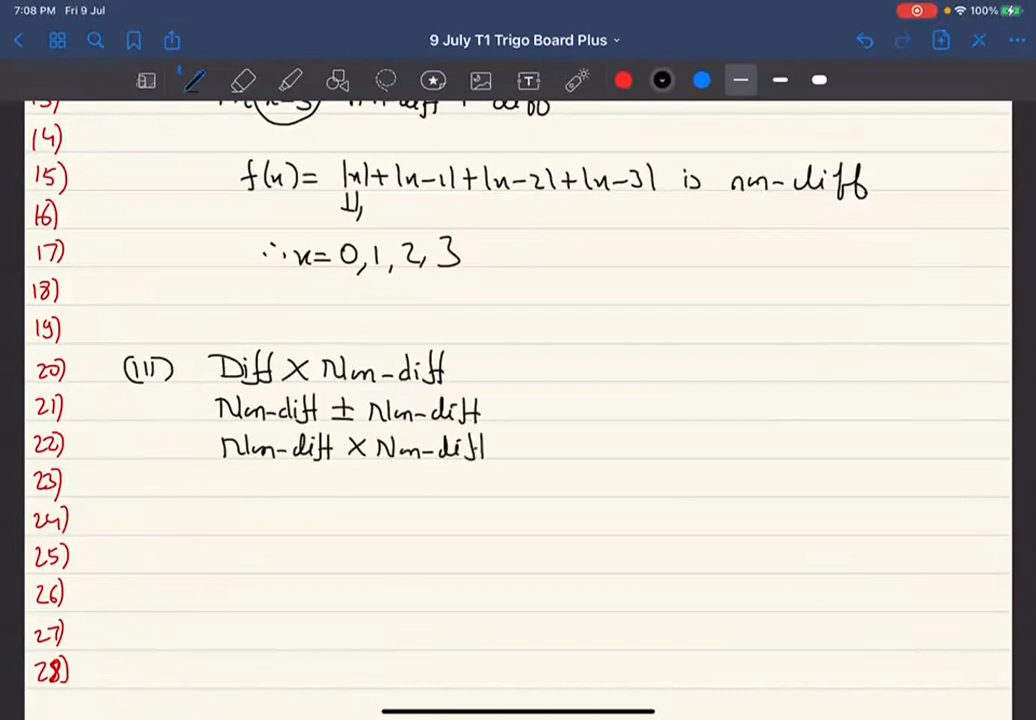 7:08 PM Fri 9 Jul
100%
9 July T1 Trigo Board Plus
13)
14)
15) f(x) = |x|+|x-1|+|x-2|+|x-3| is non-diff
16)
17) ∴x= 0,1,2,3
18)
19)
20) (iii) Diff × Non-diff
21) Non-diff ± Non-diff
22) Non-diff × Non-diff
23)
24)
25)
26)
27)
28)